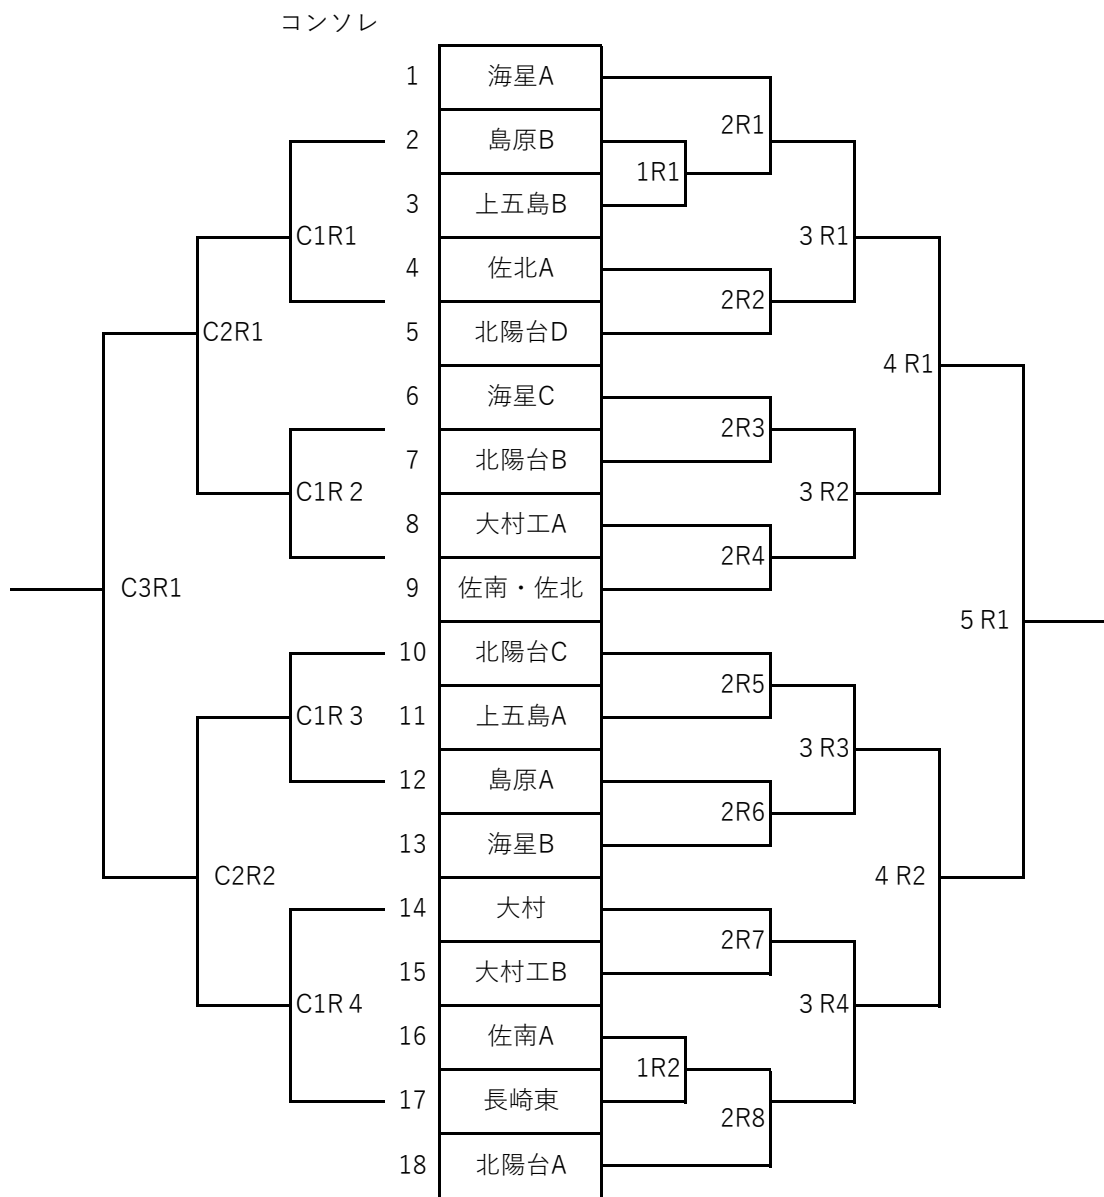 コンソレ
1 海星A
2R1
2 島原B
1R1
3 上五島B
C1R1
3 R1
4 佐北A
2R2
C2R1
5 北陽台D
4 R1
6 海星C
2R3
7 北陽台B
C1R 2
3 R2
8 大村工A
2R4
C3R1
9 佐南・佐北
5 R1
10 北陽台C
2R5
C1R 3
11 上五島A
3 R3
12 島原A
2R6
13 海星B
C2R2
4 R2
14 大村
2R7
15 大村工B
C1R 4
3 R4
16 佐南A
1R2
17 長崎東
2R8
18 北陽台A